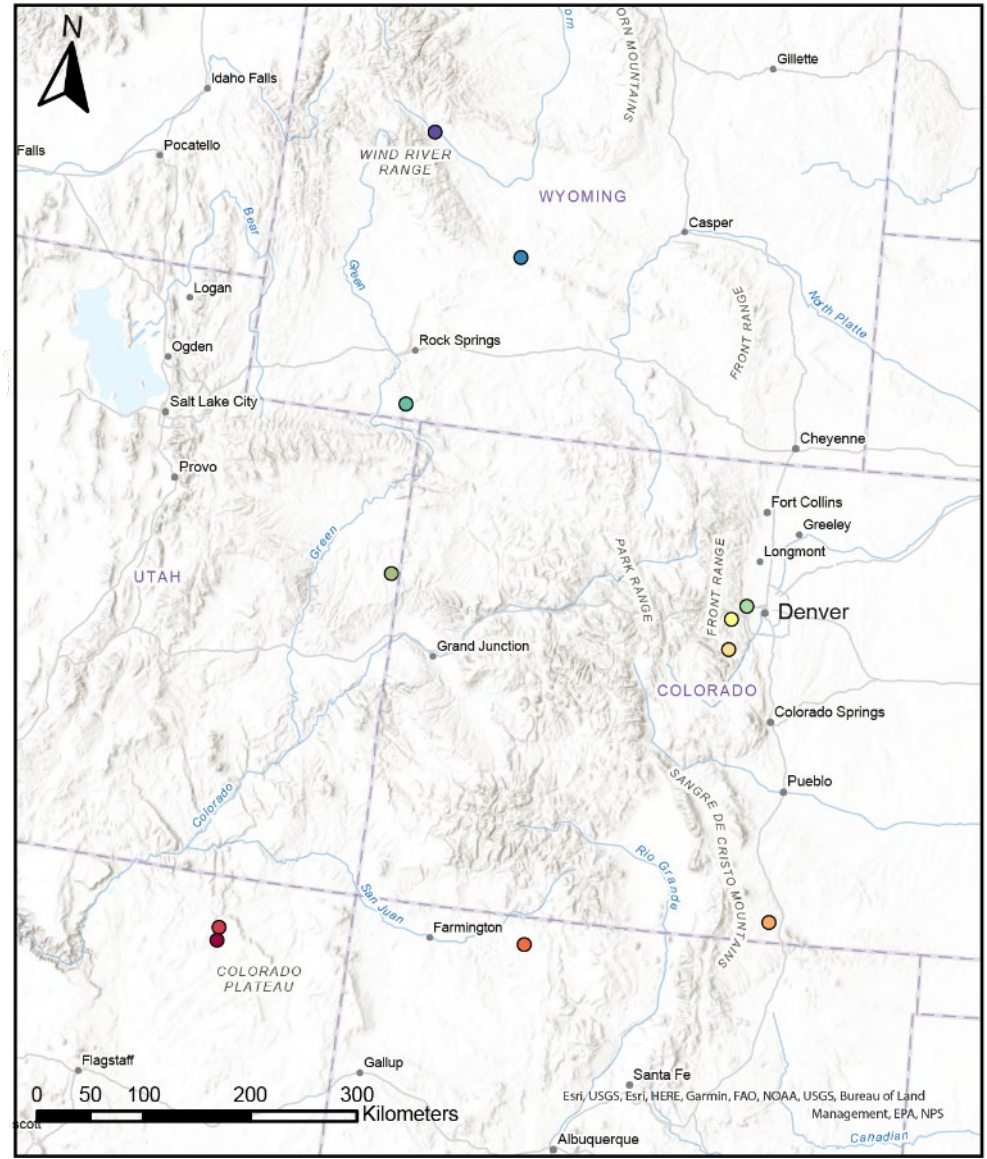 N
orn
ORN MOUNTAINS
Gillette
Idaho Falls
Falls
Pocatello
WIND RIVER
RANGE
WYOMING
Bear
Casper
Green
Logan
North Platte
FRONT RANGE
Ogden
Rock Springs
Salt Lake City
Cheyenne
Provo
Fort Collins
Greeley
Green
Longmont
PARK RANGE
FRONT RANGE
UTAH
Denver
Grand Junction
COLORADO
Colorado Springs
Pueblo
Colorado
SANGRE DE CRISTO MOUNTAINS
Rio Grande
San Juan
Farmington
COLORADO
PLATEAU
Flagstaff
Gallup
Santa Fe
0 50 100 200 300
Kilometers
Esri, USGS, Esri, HERE, Garmin, FAO, NOAA, USGS, Bureau of Land
Management, EPA, NPS
scott
Albuquerque
Canadian